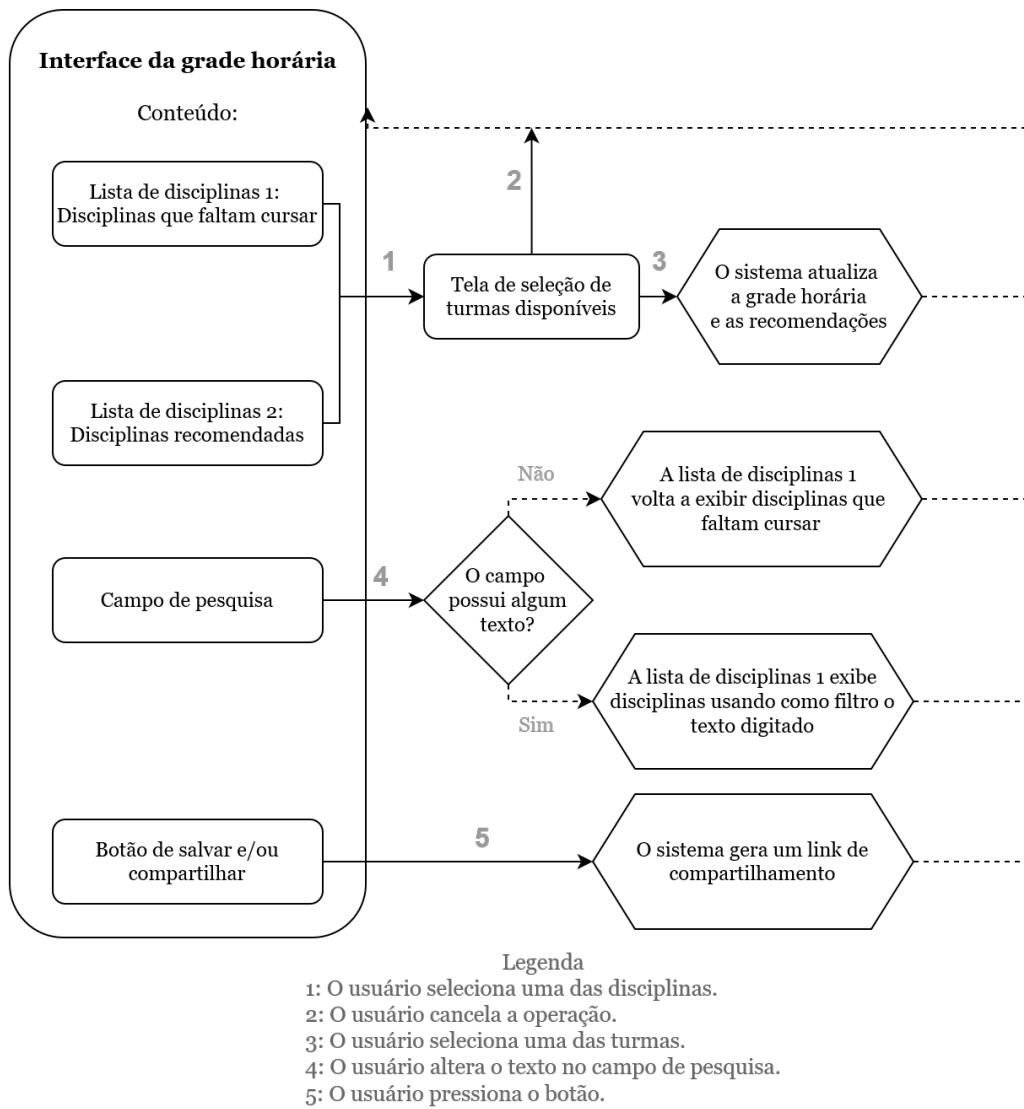 Interface da grade horária
Conteúdo:
Lista de disciplinas 1:
Disciplinas que faltam cursar
1
Lista de disciplinas 2:
Disciplinas recomendadas
2
Tela de seleção de
turmas disponíveis
3
O sistema atualiza
a grade horária
e as recomendações
Campo de pesquisa
4
O campo
possui algum
texto?
Não
A lista de disciplinas 1
volta a exibir disciplinas que
faltam cursar
Sim
A lista de disciplinas 1 exibe
disciplinas usando como filtro o
texto digitado
Botão de salvar e/ou
compartilhar
5
O sistema gera um link de
compartilhamento
Legenda
1: O usuário seleciona uma das disciplinas.
2: O usuário cancela a operação.
3: O usuário seleciona uma das turmas.
4: O usuário altera o texto no campo de pesquisa.
5: O usuário pressiona o botão.